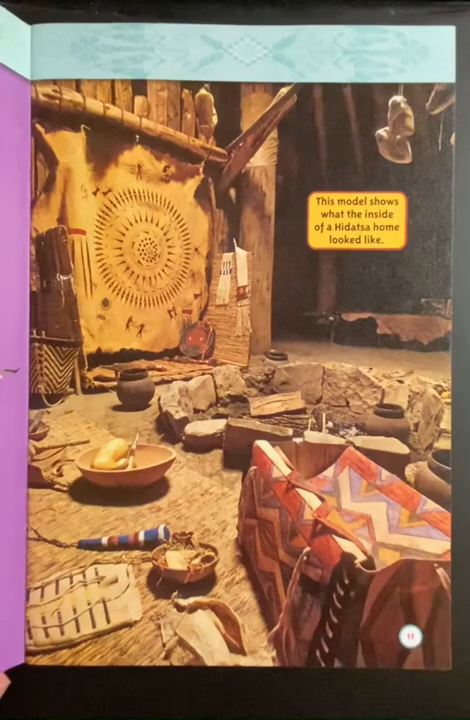 This model shows
what the inside
of a Hidatsa home
looked like.
11